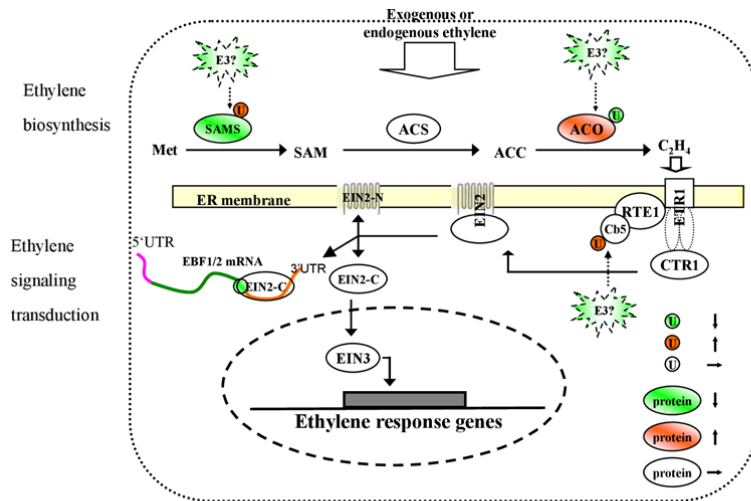 Exogenous or
endogenous ethylene
E3?
E3?
Ethylene
biosynthesis
U
U
SAMS
ACS
ACO
Met
SAM
ACC
C2H4
ER membrane
EIN2-N
EIN2
RTE1
ETR1
Cb5
U
CTR1
Ethylene
signaling
transduction
5'UTR
EBF1/2 mRNA
3'UTR
EIN2-C
EIN2-C
E3?
EIN3
Ethylene response genes
U ↓
U ↑
U →
protein ↓
protein ↑
protein →